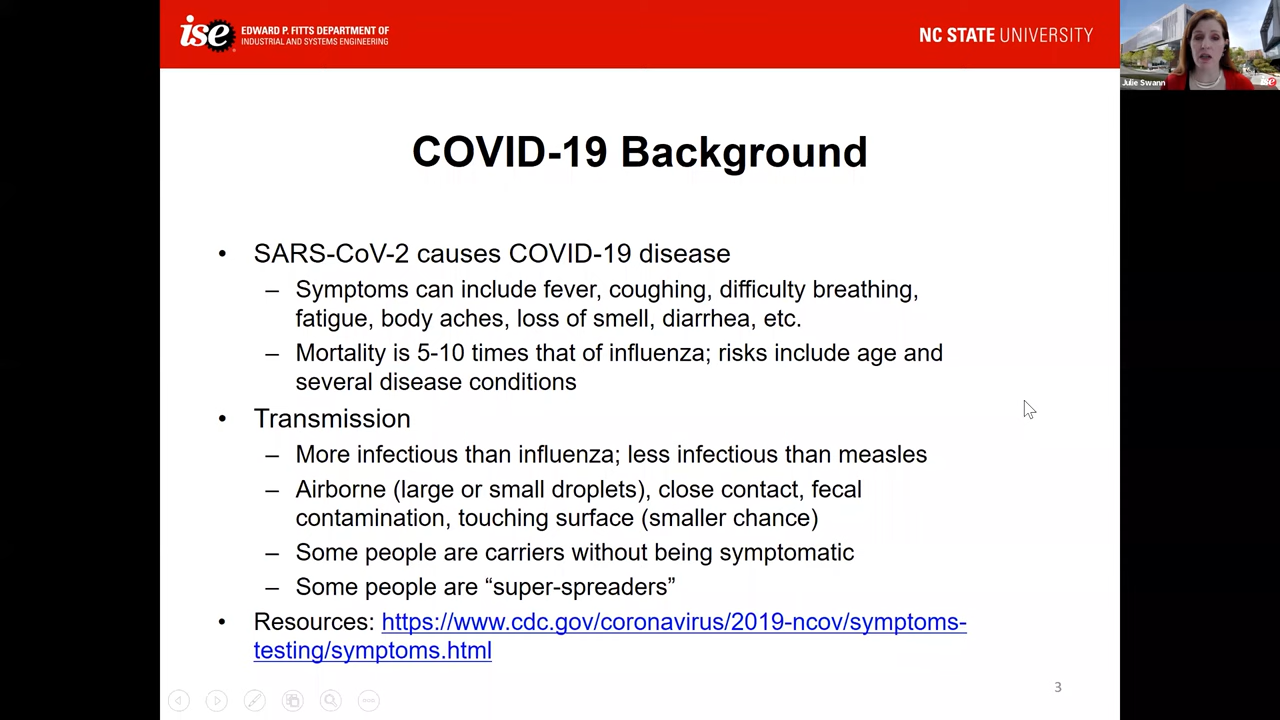 ise
EDWARD P. FITTS DEPARTMENT OF
INDUSTRIAL AND SYSTEMS ENGINEERING
NC STATE UNIVERSITY
Julie Swann
ise
COVID-19 Background
• SARS-CoV-2 causes COVID-19 disease
– Symptoms can include fever, coughing, difficulty breathing,
fatigue, body aches, loss of smell, diarrhea, etc.
– Mortality is 5-10 times that of influenza; risks include age and
several disease conditions
• Transmission
– More infectious than influenza; less infectious than measles
– Airborne (large or small droplets), close contact, fecal
contamination, touching surface (smaller chance)
– Some people are carriers without being symptomatic
– Some people are “super-spreaders”
• Resources: https://www.cdc.gov/coronavirus/2019-ncov/symptoms-
testing/symptoms.html
3